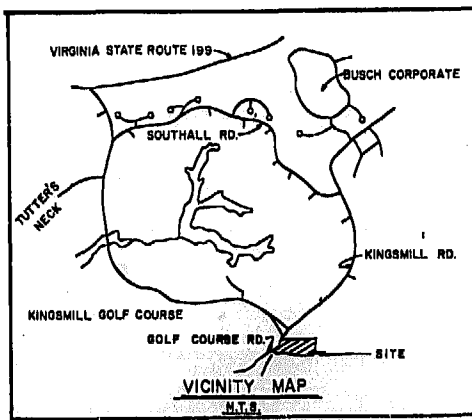 VIRGINIA STATE ROUTE 199
BUSCH CORPORATE
SOUTHALL RD.
TUTTER'S
NECK
KINGSMILL RD.
KINGSMILL GOLF COURSE
GOLF COURSE RD.
SITE
VICINITY MAP
N.T.S.